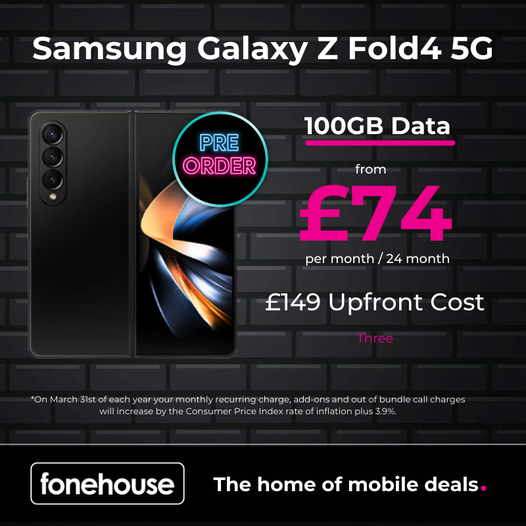 Samsung Galaxy Z Fold4 5G
PRE
ORDER
100GB Data
from
£74
per month / 24 month
£149 Upfront Cost
Three
*On March 31st of each year your monthly recurring charge, add-ons and out of bundle call charges
will increase by the Consumer Price Index rate of inflation plus 3.9%.
fonehouse
The home of mobile deals.